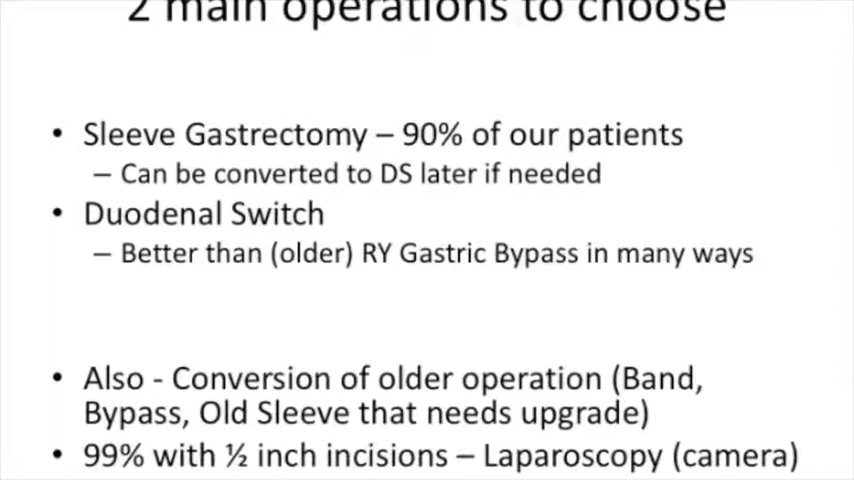 2 main operations to choose
• Sleeve Gastrectomy – 90% of our patients
– Can be converted to DS later if needed
• Duodenal Switch
– Better than (older) RY Gastric Bypass in many ways
• Also - Conversion of older operation (Band,
Bypass, Old Sleeve that needs upgrade)
• 99% with ½ inch incisions – Laparoscopy (camera)